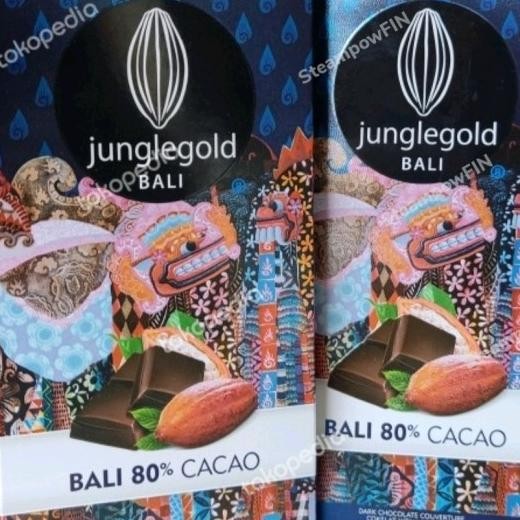 junglegold
BALI
BALI 80% CACAO
junglegold
BALI
®
BALI 80% CACAO
DARK CHOCOLATE COUVERTURE
tokopedia
tokopedia
tokopedia
tokopedia
SteampowFIN
SteampowFIN